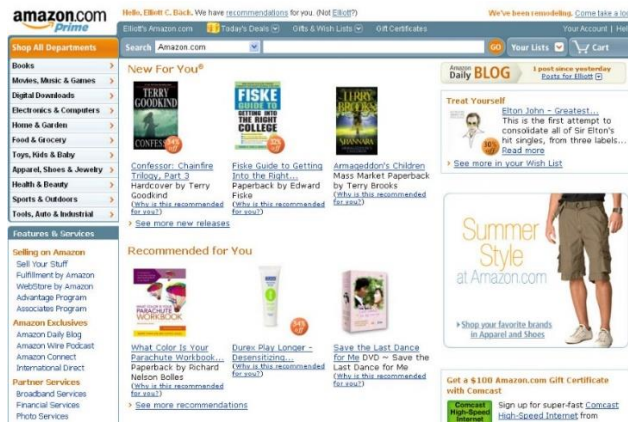 amazon.com
Prime
Hello, Elliott C. Back. We have recommendations for you. (Not Elliott?)
We've been remodeling. Come take a loo
Elliott's Amazon.com
Today's Deals
Gifts & Wish Lists
Gift Certificates
Your Account
Hel
Shop All Departments
Search
Amazon.com
GO
Your Lists
Cart
Books
Movies, Music & Games
Digital Downloads
Electronics & Computers
Home & Garden
Food & Grocery
Toys, Kids & Baby
Apparel, Shoes & Jewelry
Health & Beauty
Sports & Outdoors
Tools, Auto & Industrial
Features & Services
Selling on Amazon
Sell Your Stuff
Fulfillment by Amazon
WebStore by Amazon
Advantage Program
Associates Program
Amazon Exclusives
Amazon Daily Blog
Amazon Wire Podcast
Amazon Connect
International Direct
Partner Services
Broadband Services
Financial Services
Photo Services
New For You®
TERRY
GOODKIND
CONFESS
34%
off
FISKE
GUIDE TO
GETTING INTO
THE RIGHT
COLLEGE
32%
off
TERRY
BROOKS
SHANNARA
Confessor: Chainfire
Trilogy, Part 3
Hardcover by Terry
Goodkind
(Why is this recommended
for you?)
Fiske Guide to Getting
Into the Right...
Paperback by Edward
Fiske
(Why is this recommended
for you?)
Armageddon's Children
Mass Market Paperback
by Terry Brooks
(Why is this recommended
for you?)
See more new releases
Recommended for You
PARACHUTE
WORKBOOK
34%
off
What Color Is Your
Parachute Workbook...
Paperback by Richard
Nelson Bolles
(Why is this recommended
for you?)
Durex Play Longer -
Desensitizing...
(Why is this recommended
for you?)
Save the Last Dance
for Me DVD ~ Save the
Last Dance for Me
(Why is this recommended
for you?)
See more recommendations
Amazon
Daily BLOG
1 post since yesterday
Posts for Elliott
Treat Yourself
Elton John - Greatest...
This is the first attempt to
consolidate all of Sir Elton's
hit singles, from three labels...
Read more
See more in your Wish List
Summer
Style
at Amazon.com
Shop your favorite brands
in Apparel and Shoes
Get a $100 Amazon.com Gift Certificate
with Comcast
Comcast
High-Speed
Internet
Sign up for super-fast Comcast
High-Speed Internet from